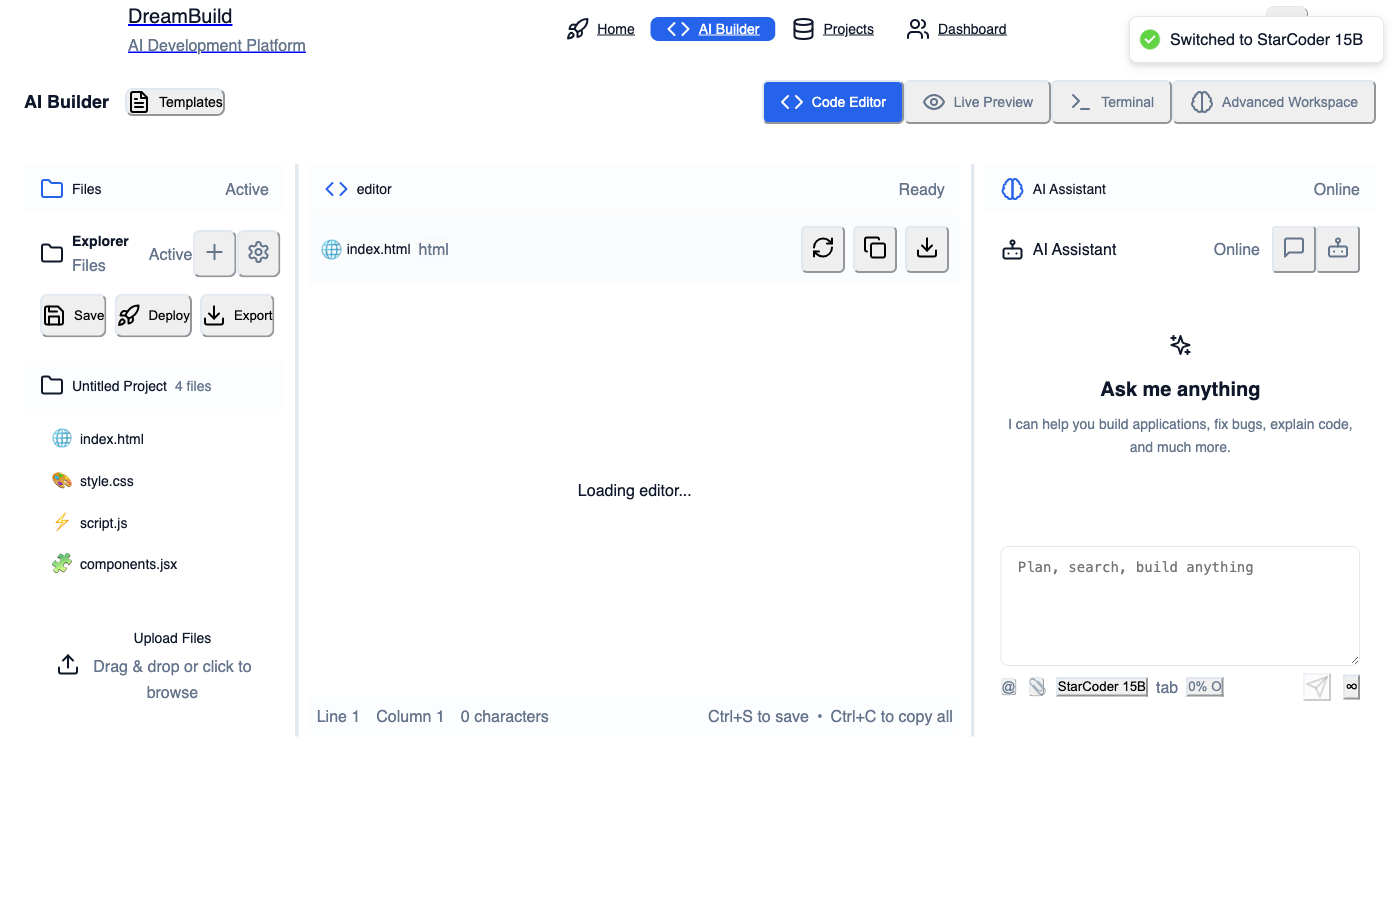 DreamBuild
AI Development Platform
Home
AI Builder
Projects
Dashboard
Switched to StarCoder 15B
AI Builder
Templates
Code Editor
Live Preview
Terminal
Advanced Workspace
Files
Active
Explorer
Files
Active
Save
Deploy
Export
Untitled Project 4 files
index.html
style.css
script.js
components.jsx
Upload Files
Drag & drop or click to
browse
editor
Ready
index.html html
Loading editor...
Line 1 Column 1 0 characters
Ctrl+S to save • Ctrl+C to copy all
AI Assistant
Online
AI Assistant
Online
Ask me anything
I can help you build applications, fix bugs, explain code,
and much more.
Plan, search, build anything
@ StarCoder 15B tab 0% O ∞